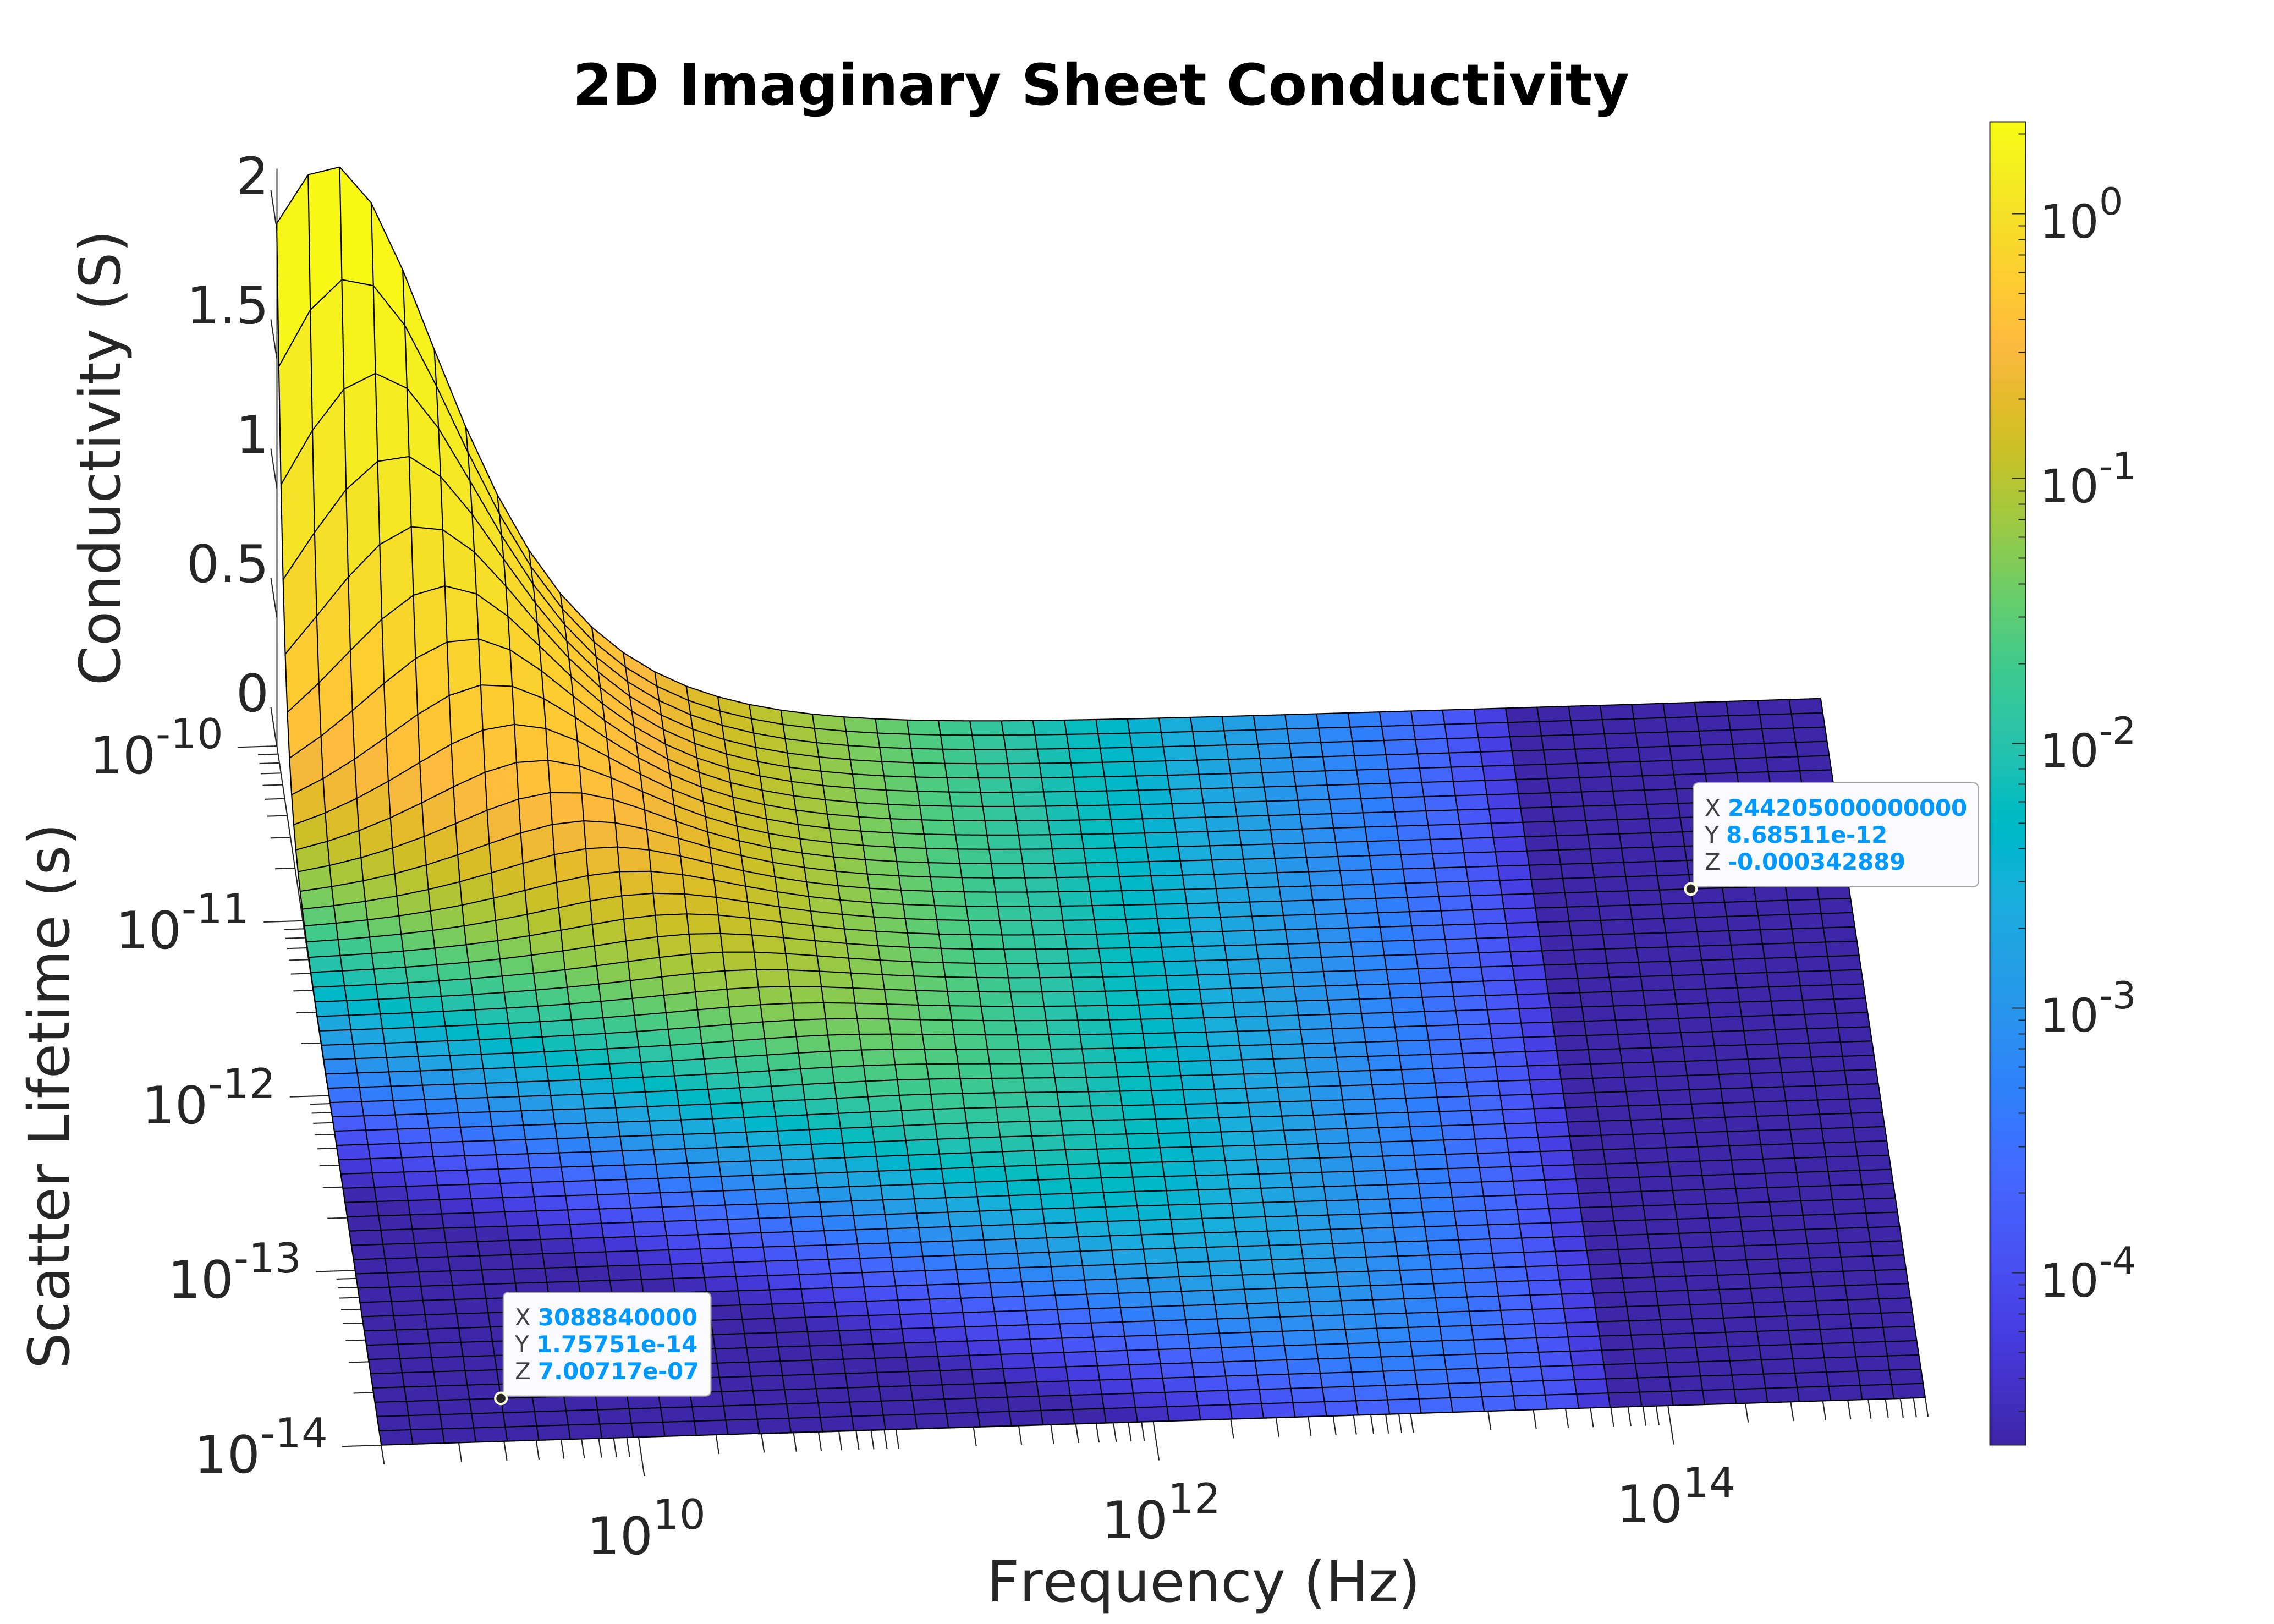 2D Imaginary Sheet Conductivity
Conductivity (S)
2
1.5
1
0.5
0
Scatter Lifetime (s)
10-10
10-11
10-12
10-13
10-14
X 244205000000000
Y 8.68511e-12
Z -0.000342889
X 3088840000
Y 1.75751e-14
Z 7.00717e-07
10^10
10^12
10^14
Frequency (Hz)
10^0
10^-1
10^-2
10^-3
10^-4